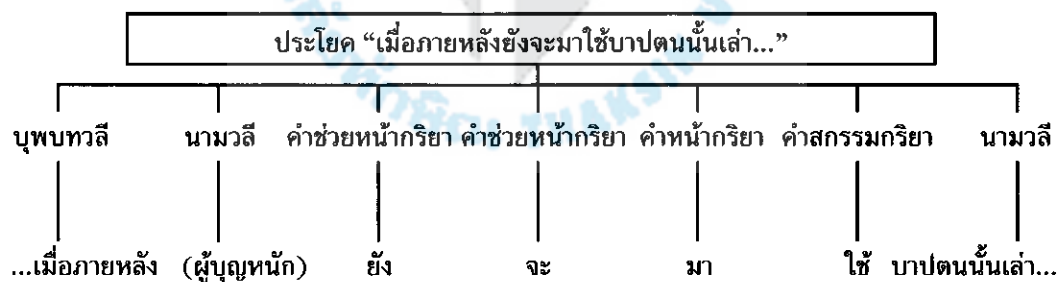 ประโยค “เมื่อภายหลังยังจะมาใช้บาปตนนั้นเล่า...”
บุพบทวลี นามวลี คำช่วยหน้ากริยา คำช่วยหน้ากริยา คำหน้ากริยา คำสกรรมกริยา นามวลี
...เมื่อภายหลัง (ผู้บุญหนัก) ยัง จะ มา ใช้ บาปตนนั้นเล่า...